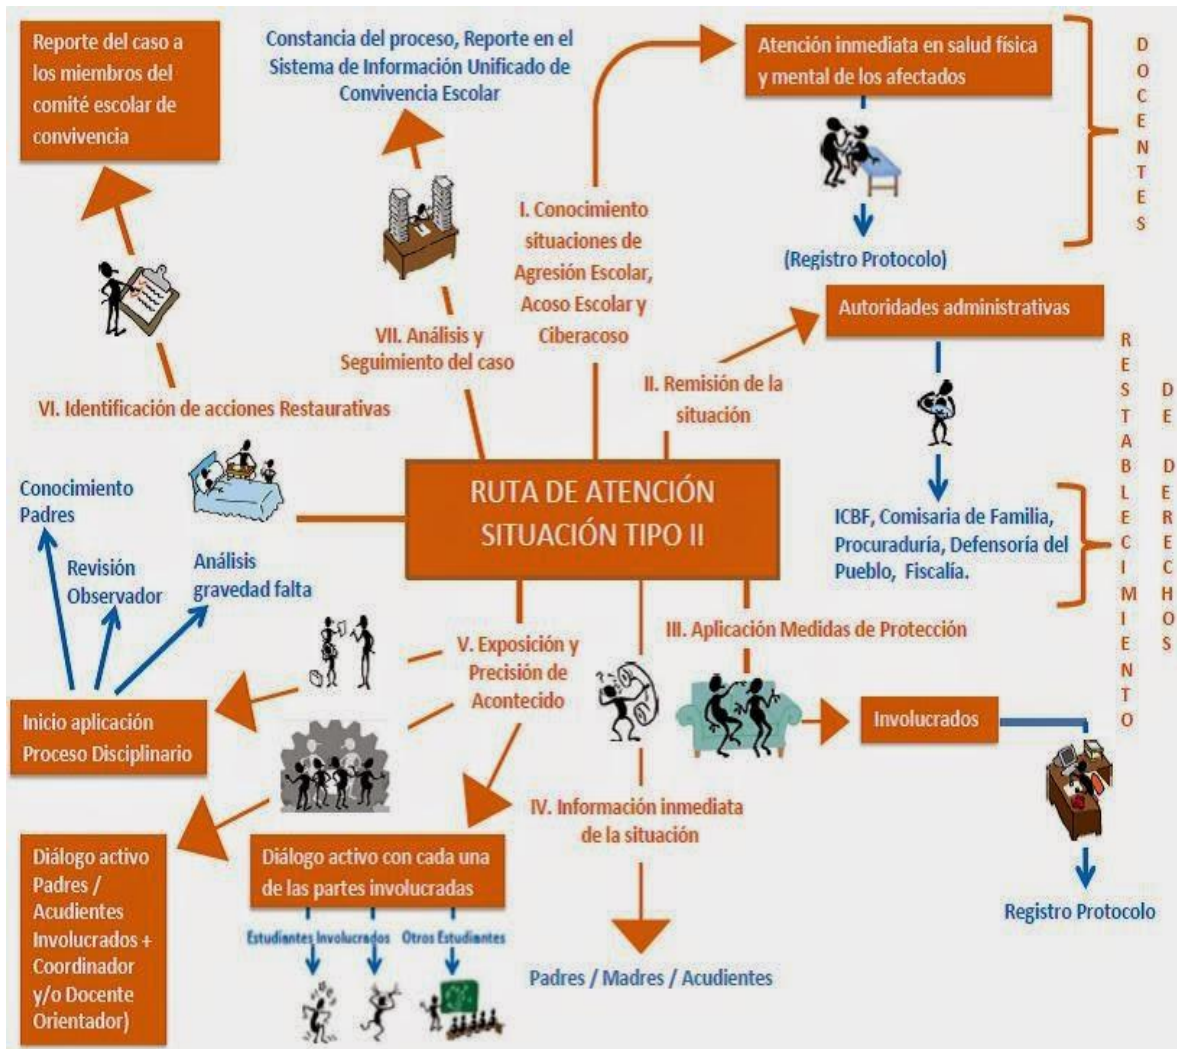 Reporte del caso a
los miembros del
comité escolar de
convivencia
Constancia del proceso, Reporte en el
Sistema de Información Unificado de
Convivencia Escolar
Atención inmediata en salud física
y mental de los afectados
DOCENTES
(Registro Protocolo)
I. Conocimiento
situaciones de
Agresión Escolar,
Acoso Escolar y
Ciberacoso
Autoridades administrativas
VII. Análisis y
Seguimiento del caso
II. Remisión de la
situación
VI. Identificación de acciones Restaurativas
RESTABLECIMIENTO
DE DERECHOS
RUTA DE ATENCIÓN
SITUACIÓN TIPO II
ICBF, Comisaria de Familia,
Procuraduría, Defensoría del
Pueblo, Fiscalía.
Conocimiento
Padres
Revisión
Observador
Análisis
gravedad falta
V. Exposición y
Precisión de
Acontecido
III. Aplicación Medidas de Protección
Inicio aplicación
Proceso Disciplinario
Involucrados
IV. Información inmediata
de la situación
Diálogo activo
Padres /
Acudientes
Involucrados +
Coordinador
y/o Docente
Orientador)
Diálogo activo con cada una
de las partes involucradas
Estudiantes Involucrados
Otros Estudiantes
Registro Protocolo
Padres / Madres / Acudientes